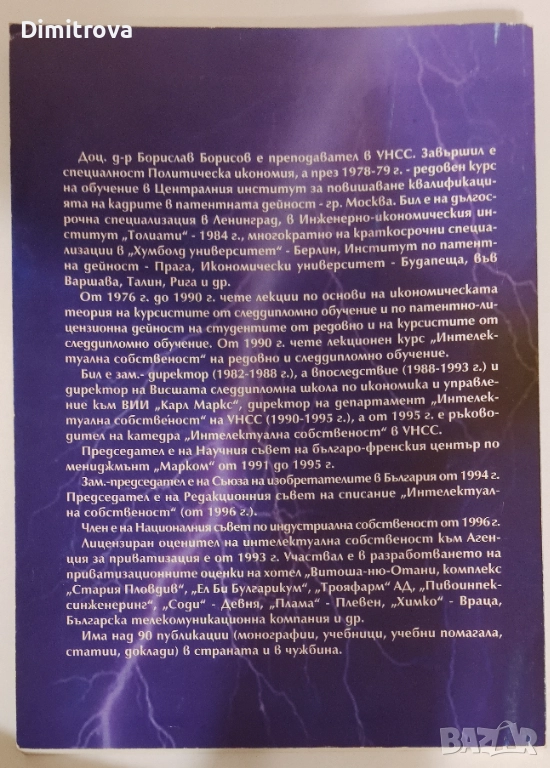 Dimitrova
Доц. д-р Борислав Борисов е преподавател в УНСС. Завършил е
специалност Политическа икономия, а през 1978-79 г. - редовен курс
на обучение в Централния институт за повишаване квалификаци-
ята на кадрите в патентната дейност - гр. Москва. Бил е на дългос-
рочна специализация в Ленинград, в Инженерно-икономическия ин-
ститут „Толиати“ - 1984 г., многократно на краткосрочни специа-
лизации в „Хумболд университет“ - Берлин, Институт по патент-
на дейност - Прага, Икономически университет - Будапеща, във
Варшава, Талин, Рига и др.
От 1976 г. до 1990 г. чете лекции по основи на икономическата
теория на курсистите от следдипломно обучение и по патентно-ли-
цензионна дейност на студентите от редовно и на курсистите от
следдипломно обучение. От 1990 г. чете лекционен курс „Интелек-
туална собственост“ на редовно и следдипломно обучение.
Бил е зам.- директор (1982-1988 г.), а впоследствие (1988-1993 г.) и
директор на Висшата следдипломна школа по икономика и управле-
ние към ВИИ „Карл Маркс“, директор на департамент „Интелек-
туална собственост“ на УНСС (1990-1995 г.), а от 1995 г. е ръково-
дител на катедра „Интелектуална собственост“ в УНСС.
Председател е на Научния съвет на българо-френския център по
мениджмънт „Марком“ от 1991 до 1995 г.
Зам.-председател е на Съюза на изобретателите в България от 1994 г.
Председател е на Редакционния съвет на списание „Интелектуал-
на собственост“ (от 1996 г.).
Член е на Националния съвет по индустриална собственост от 1996 г.
Лицензиран оценител на интелектуална собственост към Аген-
ция за приватизация е от 1993 г. Участвал е в разработването на
приватизационните оценки на хотел „Витоша-ню-Отани, комплекс
„Стария Пловдив“, „Ел Би Булгарикум“, „Трояфарм“ АД, „Пивоинпек-
синженеринг“, „Соди“ - Девня, „Плама“ - Плевен, „Химко“ - Враца,
Българска телекомуникационна компания и др.
Има над 90 публикации (монографии, учебници, учебни помагала,
статии, доклади) в страната и в чужбина.
BAZAR